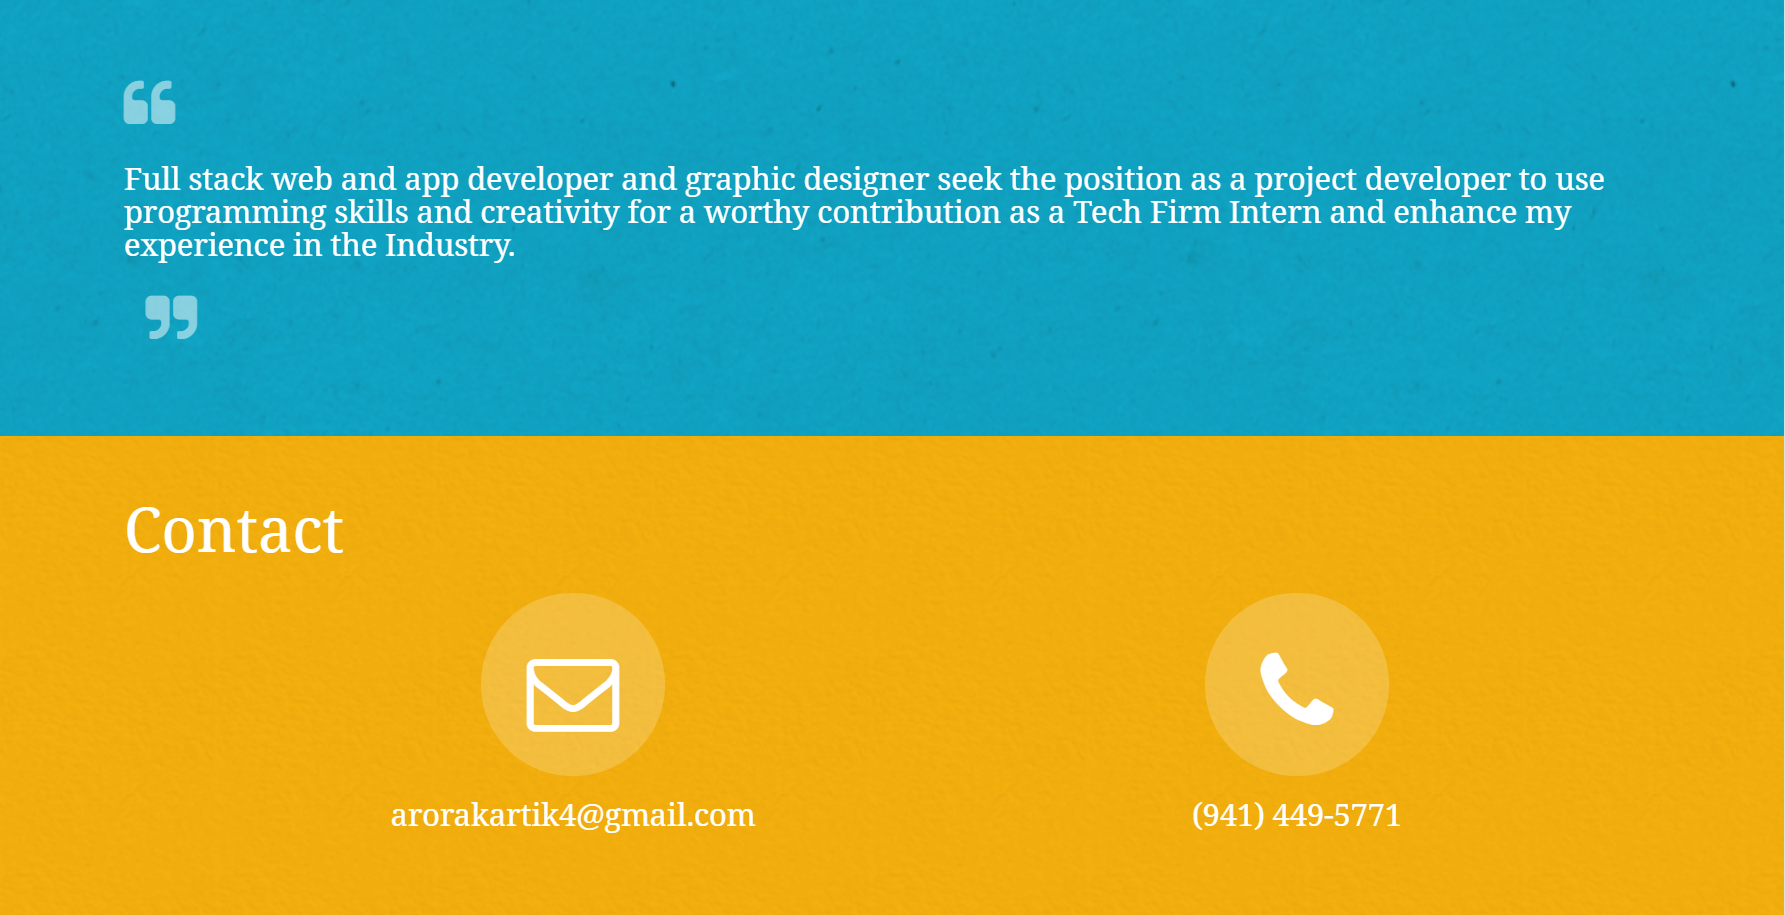 Full stack web and app developer and graphic designer seek the position as a project developer to use
programming skills and creativity for a worthy contribution as a Tech Firm Intern and enhance my
experience in the Industry.
Contact
arorakartik4@gmail.com
(941) 449-5771